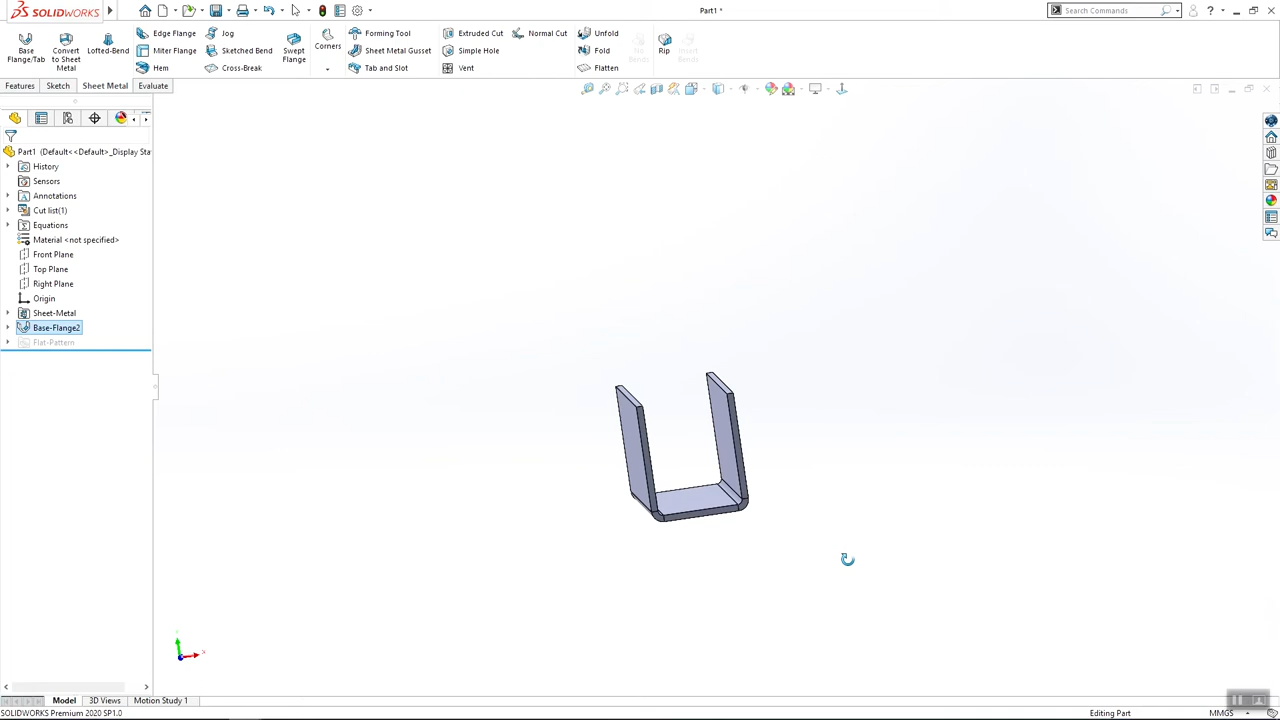 SOLIDWORKS
Part1 *
Search Commands
Base Flange/Tab
Convert to Sheet Metal
Lofted-Bend
Edge Flange
Miter Flange
Hem
Jog
Sketched Bend
Cross-Break
Swept Flange
Corners
Forming Tool
Sheet Metal Gusset
Tab and Slot
Extruded Cut
Simple Hole
Vent
Normal Cut
Unfold
Fold
Flatten
No Bends
Rip
Insert Bends
Features
Sketch
Sheet Metal
Evaluate
Part1 (Default<<Default>_Display Sta
History
Sensors
Annotations
Cut list(1)
Equations
Material <not specified>
Front Plane
Top Plane
Right Plane
Origin
Sheet-Metal
Base-Flange2
Flat-Pattern
Y
X
Model
3D Views
Motion Study 1
SOLIDWORKS Premium 2020 SP1.0
Editing Part
MMGS